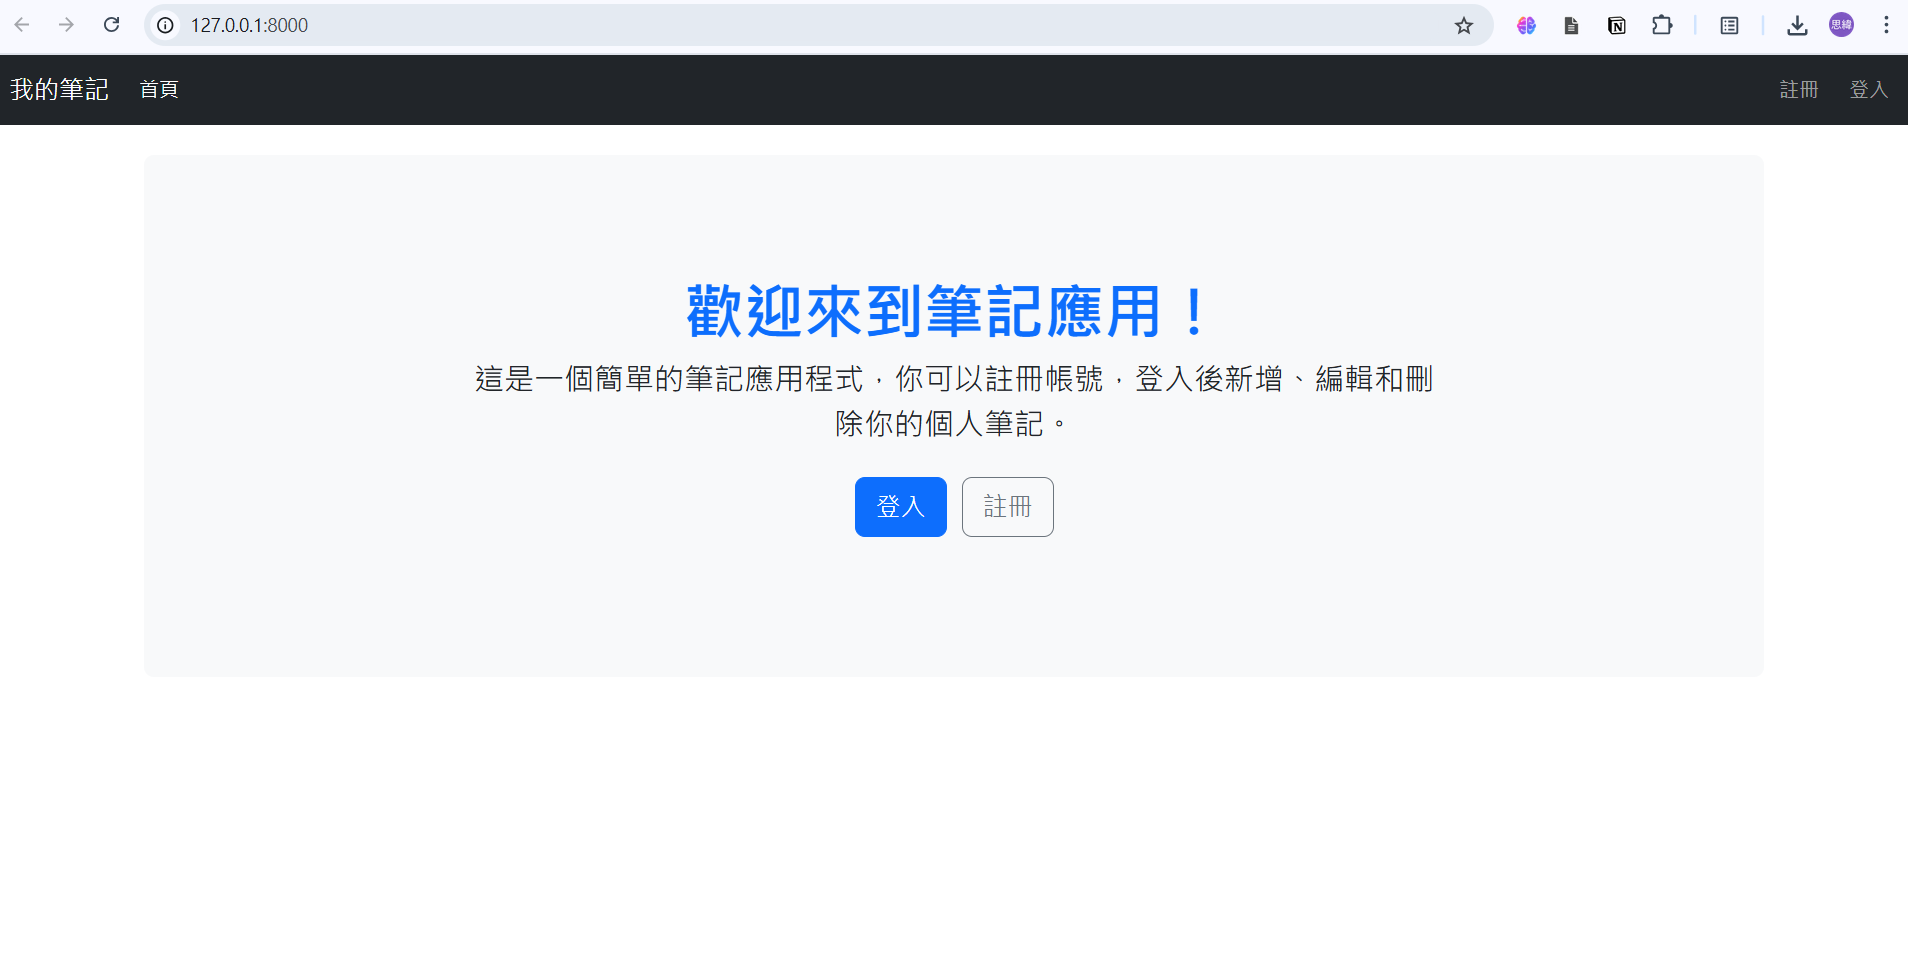 127.0.0.1:8000
思緯
我的筆記 首頁 註冊 登入
歡迎來到筆記應用！
這是一個簡單的筆記應用程式，你可以註冊帳號，登入後新增、編輯和刪
除你的個人筆記。
登入 註冊